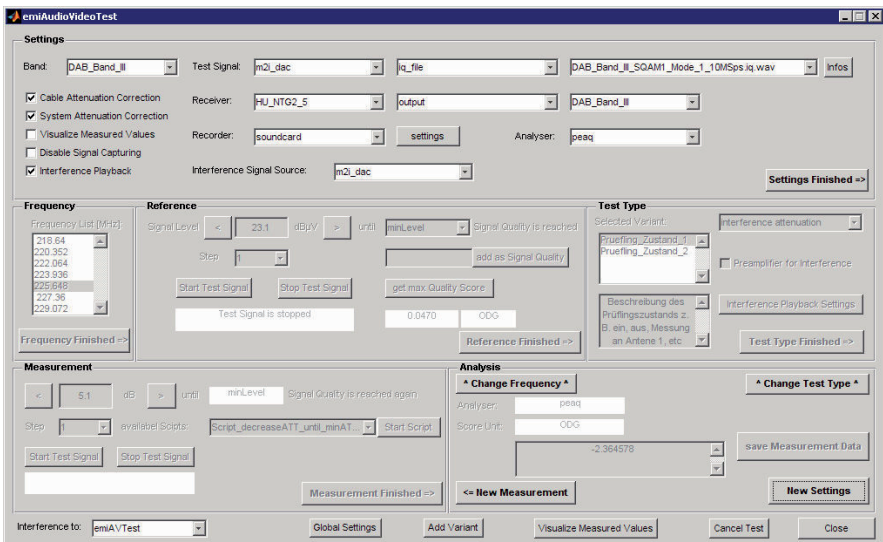 emiAudioVideoTest
Settings
Band: DAB_Band_III Test Signal: m2i_dac iq_file DAB_Band_III_SQAM1_Mode_1_10MSps.iq.wav Infos
Cable Attenuation Correction Receiver: HU_NTG2_5 output DAB_Band_III
System Attenuation Correction
Visualize Measured Values Recorder: soundcard settings Analyser: peaq
Disable Signal Capturing
Interference Playback Interference Signal Source: m2i_dac
Settings Finished =>
Frequency
Frequency List [MHz]
218.64
220.352
222.064
223.936
225.648
227.36
229.072
Frequency Finished =>
Reference
Signal Level < 23.1 dBµV > until minLevel Signal Quality is reached
Step 1 add as Signal Quality
Start Test Signal Stop Test Signal get max Quality Score
Test Signal is stopped 0.0470 ODG
Reference Finished =>
Test Type
Selected Variant: interference attenuation
Pruefling_Zustand_1
Pruefling_Zustand_2
Preamplifier for Interference
Beschreibung des
Prüflingszustands z.
B. ein, aus, Messung
an Antene 1, etc
Interference Playback Settings
Test Type Finished =>
Measurement
< 5.1 dB > until minLevel Signal Quality is reached again
Step 1 availabel Scipts: Script_decreaseATT_until_minAT... Start Script
Start Test Signal Stop Test Signal
Measurement Finished =>
Analysis
^ Change Frequency ^ ^ Change Test Type ^
Analyser: peaq
Score Unit: ODG
-2.364578 save Measurement Data
<= New Measurement New Settings
Interference to: emiAVTest Global Settings Add Variant Visualize Measured Values Cancel Test Close